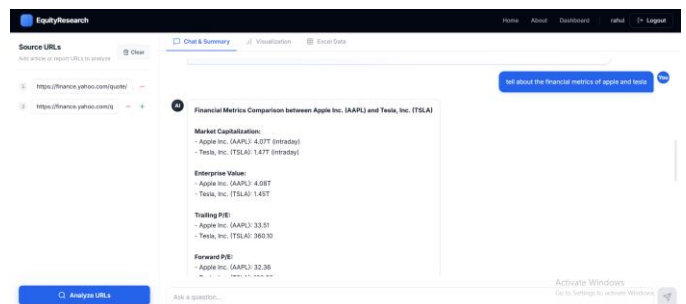 EquityResearch
Home About Dashboard rahul Logout
Source URLs
Add article or report URLs to analyze
Clear
Chat & Summary Visualization Excel Data
1 https://finance.yahoo.com/quote/
2 https://finance.yahoo.com/q
tell about the financial metrics of apple and tesla
You
AI
Financial Metrics Comparison between Apple Inc. (AAPL) and Tesla, Inc. (TSLA)
Market Capitalization:
- Apple Inc. (AAPL): 4.07T (intraday)
- Tesla, Inc. (TSLA): 1.47T (intraday)
Enterprise Value:
- Apple Inc. (AAPL): 4.08T
- Tesla, Inc. (TSLA): 1.45T
Trailing P/E:
- Apple Inc. (AAPL): 33.51
- Tesla, Inc. (TSLA): 360.10
Forward P/E:
- Apple Inc. (AAPL): 32.36
Analyze URLs
Ask a question...
Activate Windows
Go to Settings to activate Windows.